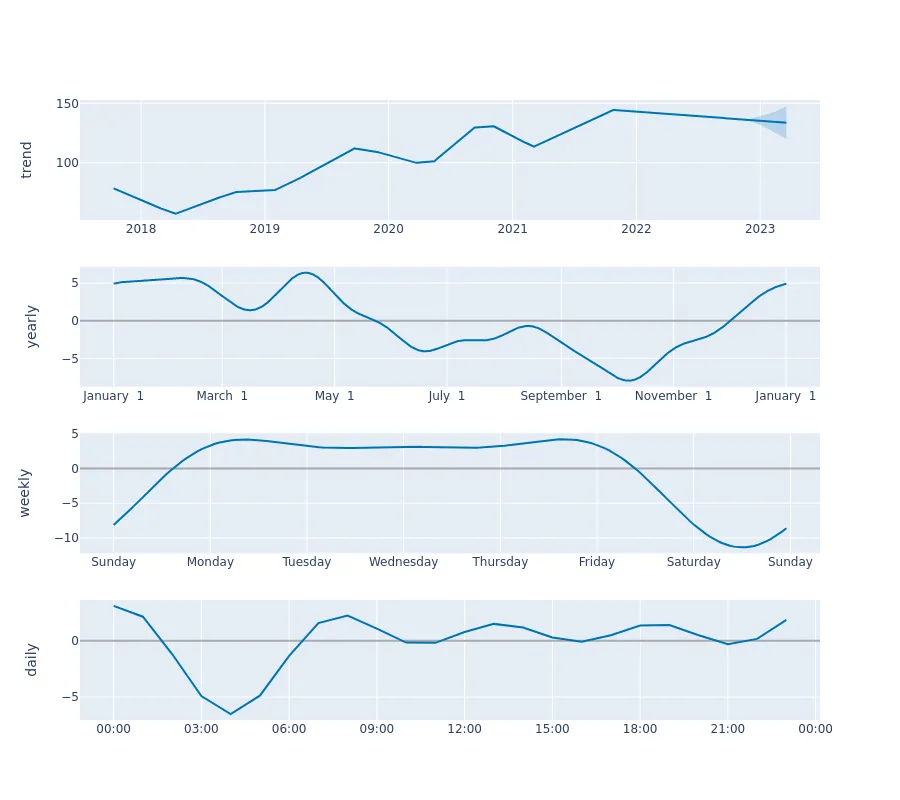 trend
150
100
2018 2019 2020 2021 2022 2023
yearly
5
0
−5
January 1 March 1 May 1 July 1 September 1 November 1 January 1
weekly
5
0
−5
−10
Sunday Monday Tuesday Wednesday Thursday Friday Saturday Sunday
daily
0
−5
00:00 03:00 06:00 09:00 12:00 15:00 18:00 21:00 00:00